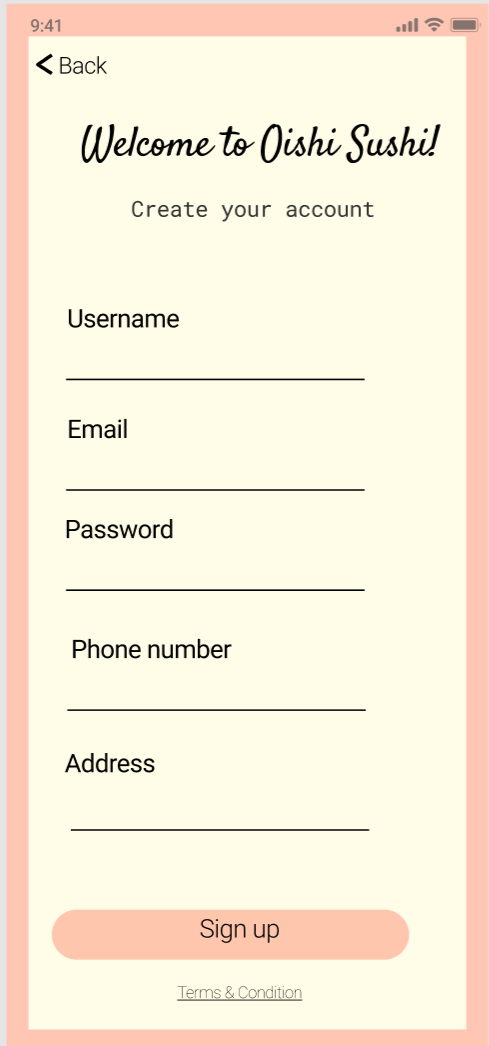 9:41
Back
Welcome to Oishi Sushi!
Create your account
Username
Email
Password
Phone number
Address
Sign up
Terms & Condition